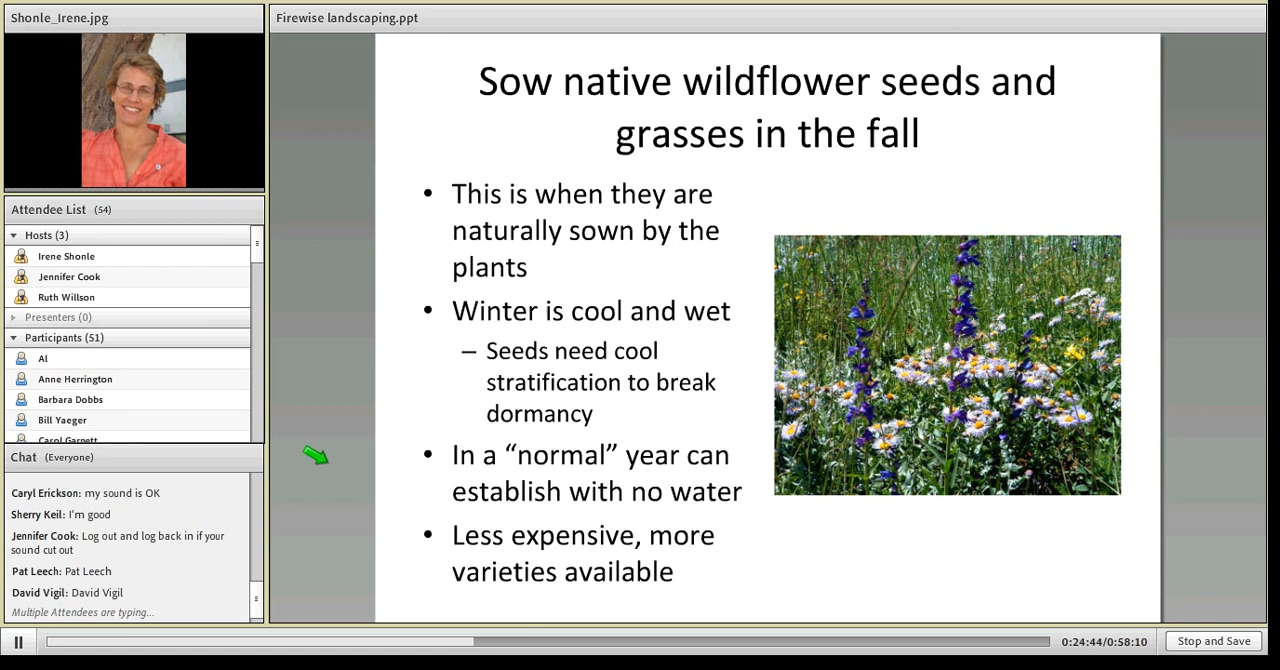 Shonle_Irene.jpg
Attendee List (54)
Hosts (3)
Irene Shonle
Jennifer Cook
Ruth Willson
Presenters (0)
Participants (51)
Al
Anne Herrington
Barbara Dobbs
Bill Yaeger
Carol Garnett
Chat (Everyone)
Caryl Erickson: my sound is OK
Sherry Keil: I'm good
Jennifer Cook: Log out and log back in if your
sound cut out
Pat Leech: Pat Leech
David Vigil: David Vigil
Multiple Attendees are typing...
Firewise landscaping.ppt
Sow native wildflower seeds and
grasses in the fall
• This is when they are
naturally sown by the
plants
• Winter is cool and wet
– Seeds need cool
stratification to break
dormancy
• In a “normal” year can
establish with no water
• Less expensive, more
varieties available
0:24:44/0:58:10
Stop and Save